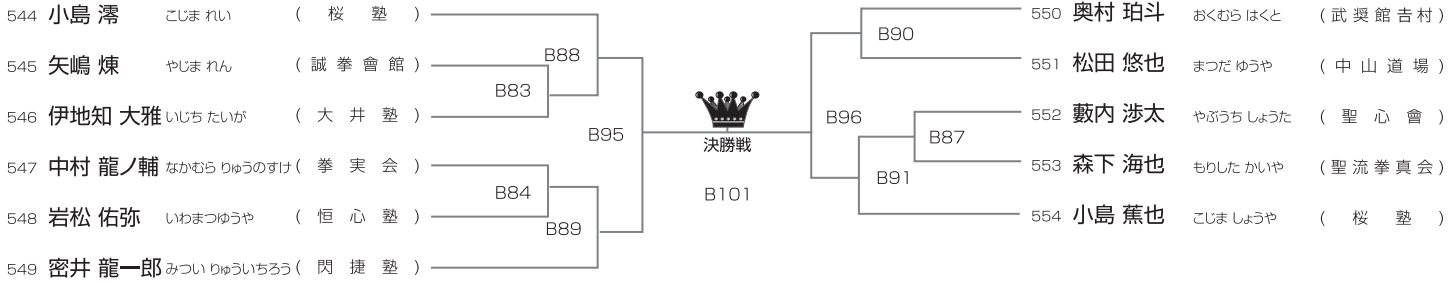 544 小島 澪 こじま れい ( 桜 塾 )
545 矢嶋 煉 やじま れん ( 誠 拳 會 館 )
546 伊地知 大雅 いじち たいが ( 大 井 塾 )
547 中村 龍ノ輔 なかむら りゅうのすけ ( 拳 実 会 )
548 岩松 佑弥 いわまつゆうや ( 恒 心 塾 )
549 密井 龍一郎 みつい りゅういちろう ( 閃 捷 塾 )
B88
B83
B95
B84
B89
決勝戦
B101
B90
B96
B87
B91
550 奥村 珀斗 おくむら はくと ( 武 奨 館 𠮷 村 )
551 松田 悠也 まつだ ゆうや ( 中 山 道 場 )
552 藪内 渉太 やぶうち しょうた ( 聖 心 會 )
553 森下 海也 もりした かいや ( 聖 流 拳 真 会 )
554 小島 蕉也 こじま しょうや ( 桜 塾 )